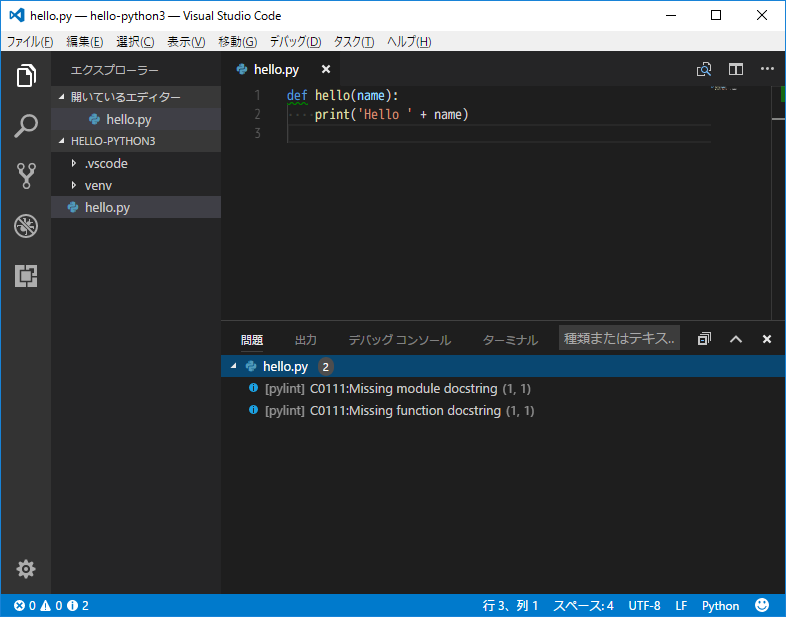 hello.py — hello-python3 — Visual Studio Code
ファイル(F) 編集(E) 選択(C) 表示(V) 移動(G) デバッグ(D) タスク(T) ヘルプ(H)
エクスプローラー
開いているエディター
hello.py
HELLO-PYTHON3
.vscode
venv
hello.py
hello.py
1 def hello(name):
2 ····print('Hello ' + name)
3
問題 出力 デバッグ コンソール ターミナル 種類またはテキス..
hello.py 2
[pylint] C0111:Missing module docstring (1, 1)
[pylint] C0111:Missing function docstring (1, 1)
0 0 2 行 3、列 1 スペース: 4 UTF-8 LF Python